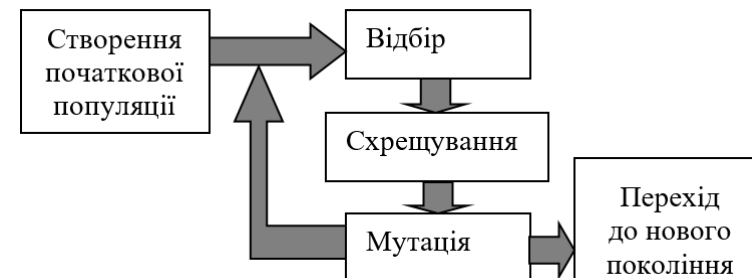 Створення
початкової
популяції
Відбір
Схрещування
Мутація
Перехід
до нового
покоління